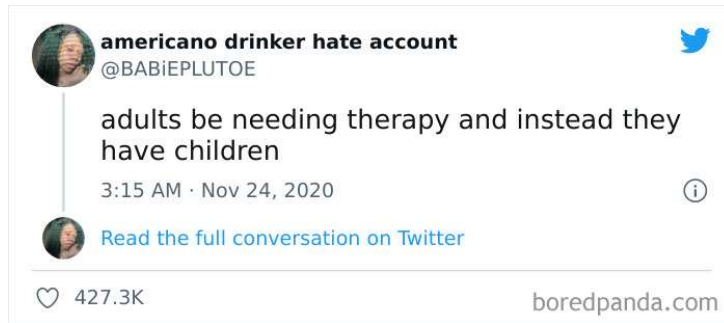 americano drinker hate account
@BABiEPLUTOE
adults be needing therapy and instead they
have children
3:15 AM · Nov 24, 2020
Read the full conversation on Twitter
427.3K
boredpanda.com